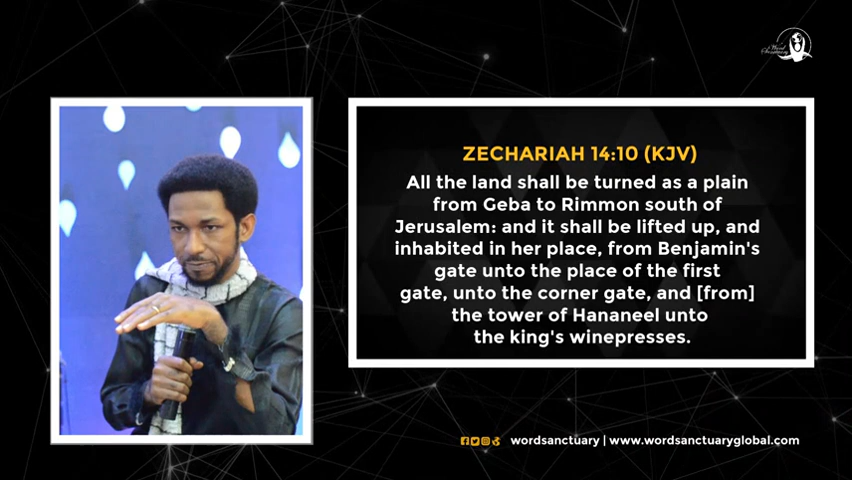 Word
Sanctuary
ZECHARIAH 14:10 (KJV)
All the land shall be turned as a plain
from Geba to Rimmon south of
Jerusalem: and it shall be lifted up, and
inhabited in her place, from Benjamin's
gate unto the place of the first
gate, unto the corner gate, and [from]
the tower of Hananeel unto
the king's winepresses.
wordsanctuary | www.wordsanctuaryglobal.com